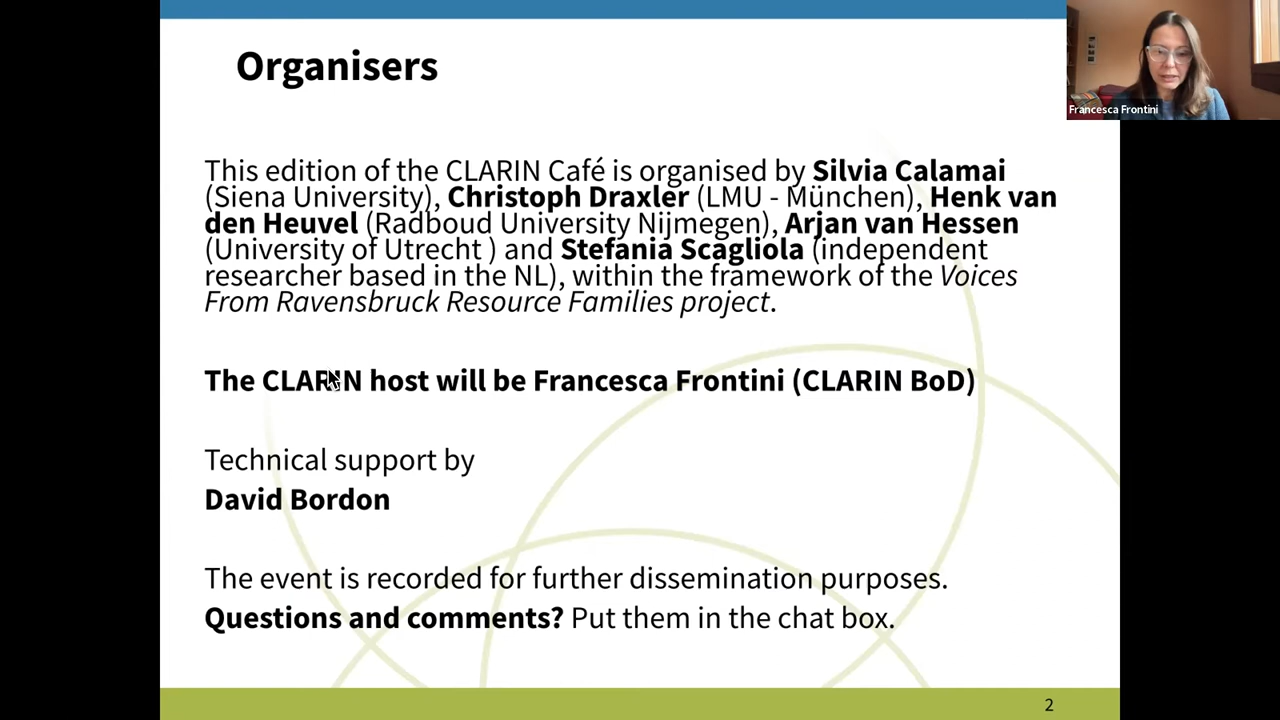 Organisers
Francesca Frontini
This edition of the CLARIN Café is organised by Silvia Calamai
(Siena University), Christoph Draxler (LMU - München), Henk van
den Heuvel (Radboud University Nijmegen), Arjan van Hessen
(University of Utrecht ) and Stefania Scagliola (independent
researcher based in the NL), within the framework of the Voices
From Ravensbruck Resource Families project.
The CLARIN host will be Francesca Frontini (CLARIN BoD)
Technical support by
David Bordon
The event is recorded for further dissemination purposes.
Questions and comments? Put them in the chat box.
2